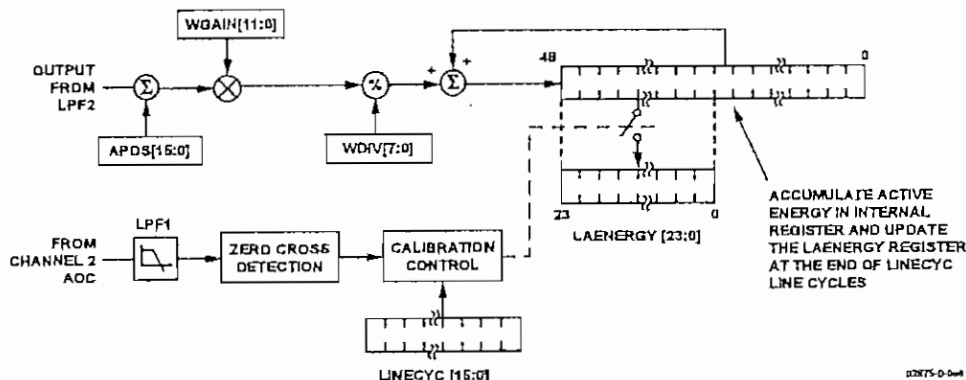 WGAIN[11:0]
OUTPUT
FROM
LPF2
Σ
%
+
+
Σ
48
0
APOS[15:0]
WDIV[7:0]
23
0
LAENERGY [23:0]
ACCUMULATE ACTIVE
ENERGY IN INTERNAL
REGISTER AND UPDATE
THE LAENERGY REGISTER
AT THE END OF LINECYC
LINE CYCLES
LPF1
FROM
CHANNEL 2
ADC
ZERO CROSS
DETECTION
CALIBRATION
CONTROL
LINECYC [15:0]